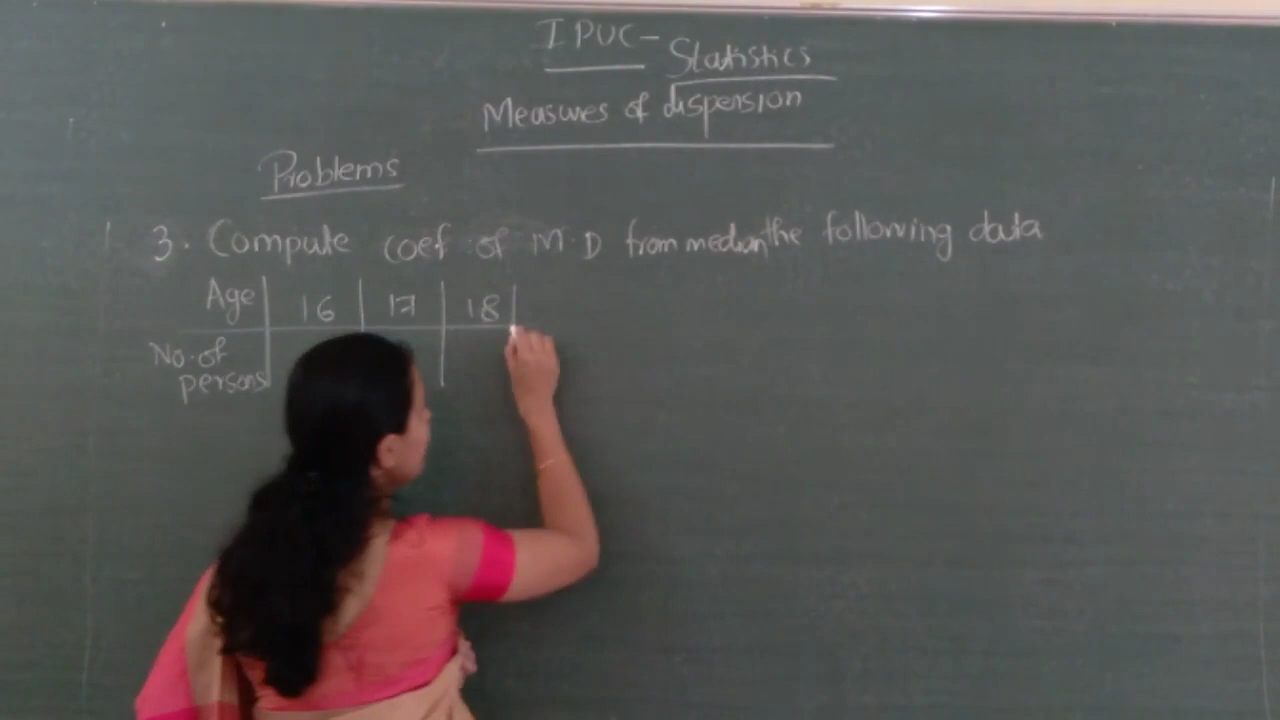 I PUC - Statistics
Measures of dispersion
Problems
3. Compute coef. of M.D from median the following data
Age 16 17 18
No. of
persons